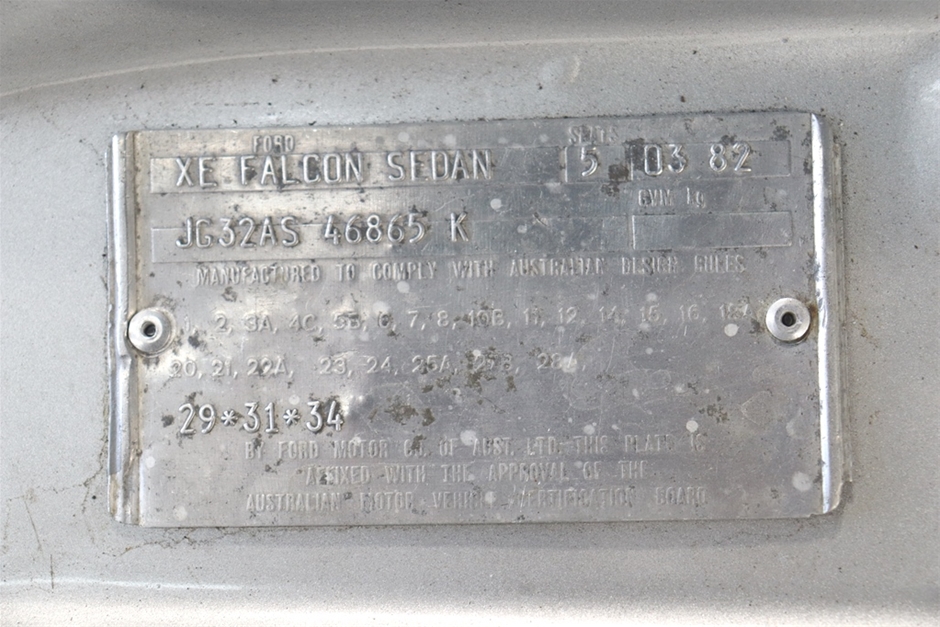 FORD SEATS
XE FALCON SEDAN 5 03 82
GVM kg
JG32AS 46865 K
MANUFACTURED TO COMPLY WITH AUSTRALIAN DESIGN RULES
1, 2, 3A, 4C, 5B, 6, 7, 8, 10B, 11, 12, 14, 15, 16, 18A,
20, 21, 22A, 23, 24, 25A, 28A,
29*31*34
BY FORD MOTOR CO. OF AUST. LTD. THIS PLATE IS
AFFIXED WITH THE APPROVAL OF THE
AUSTRALIAN MOTOR VEHICLE CERTIFICATION BOARD